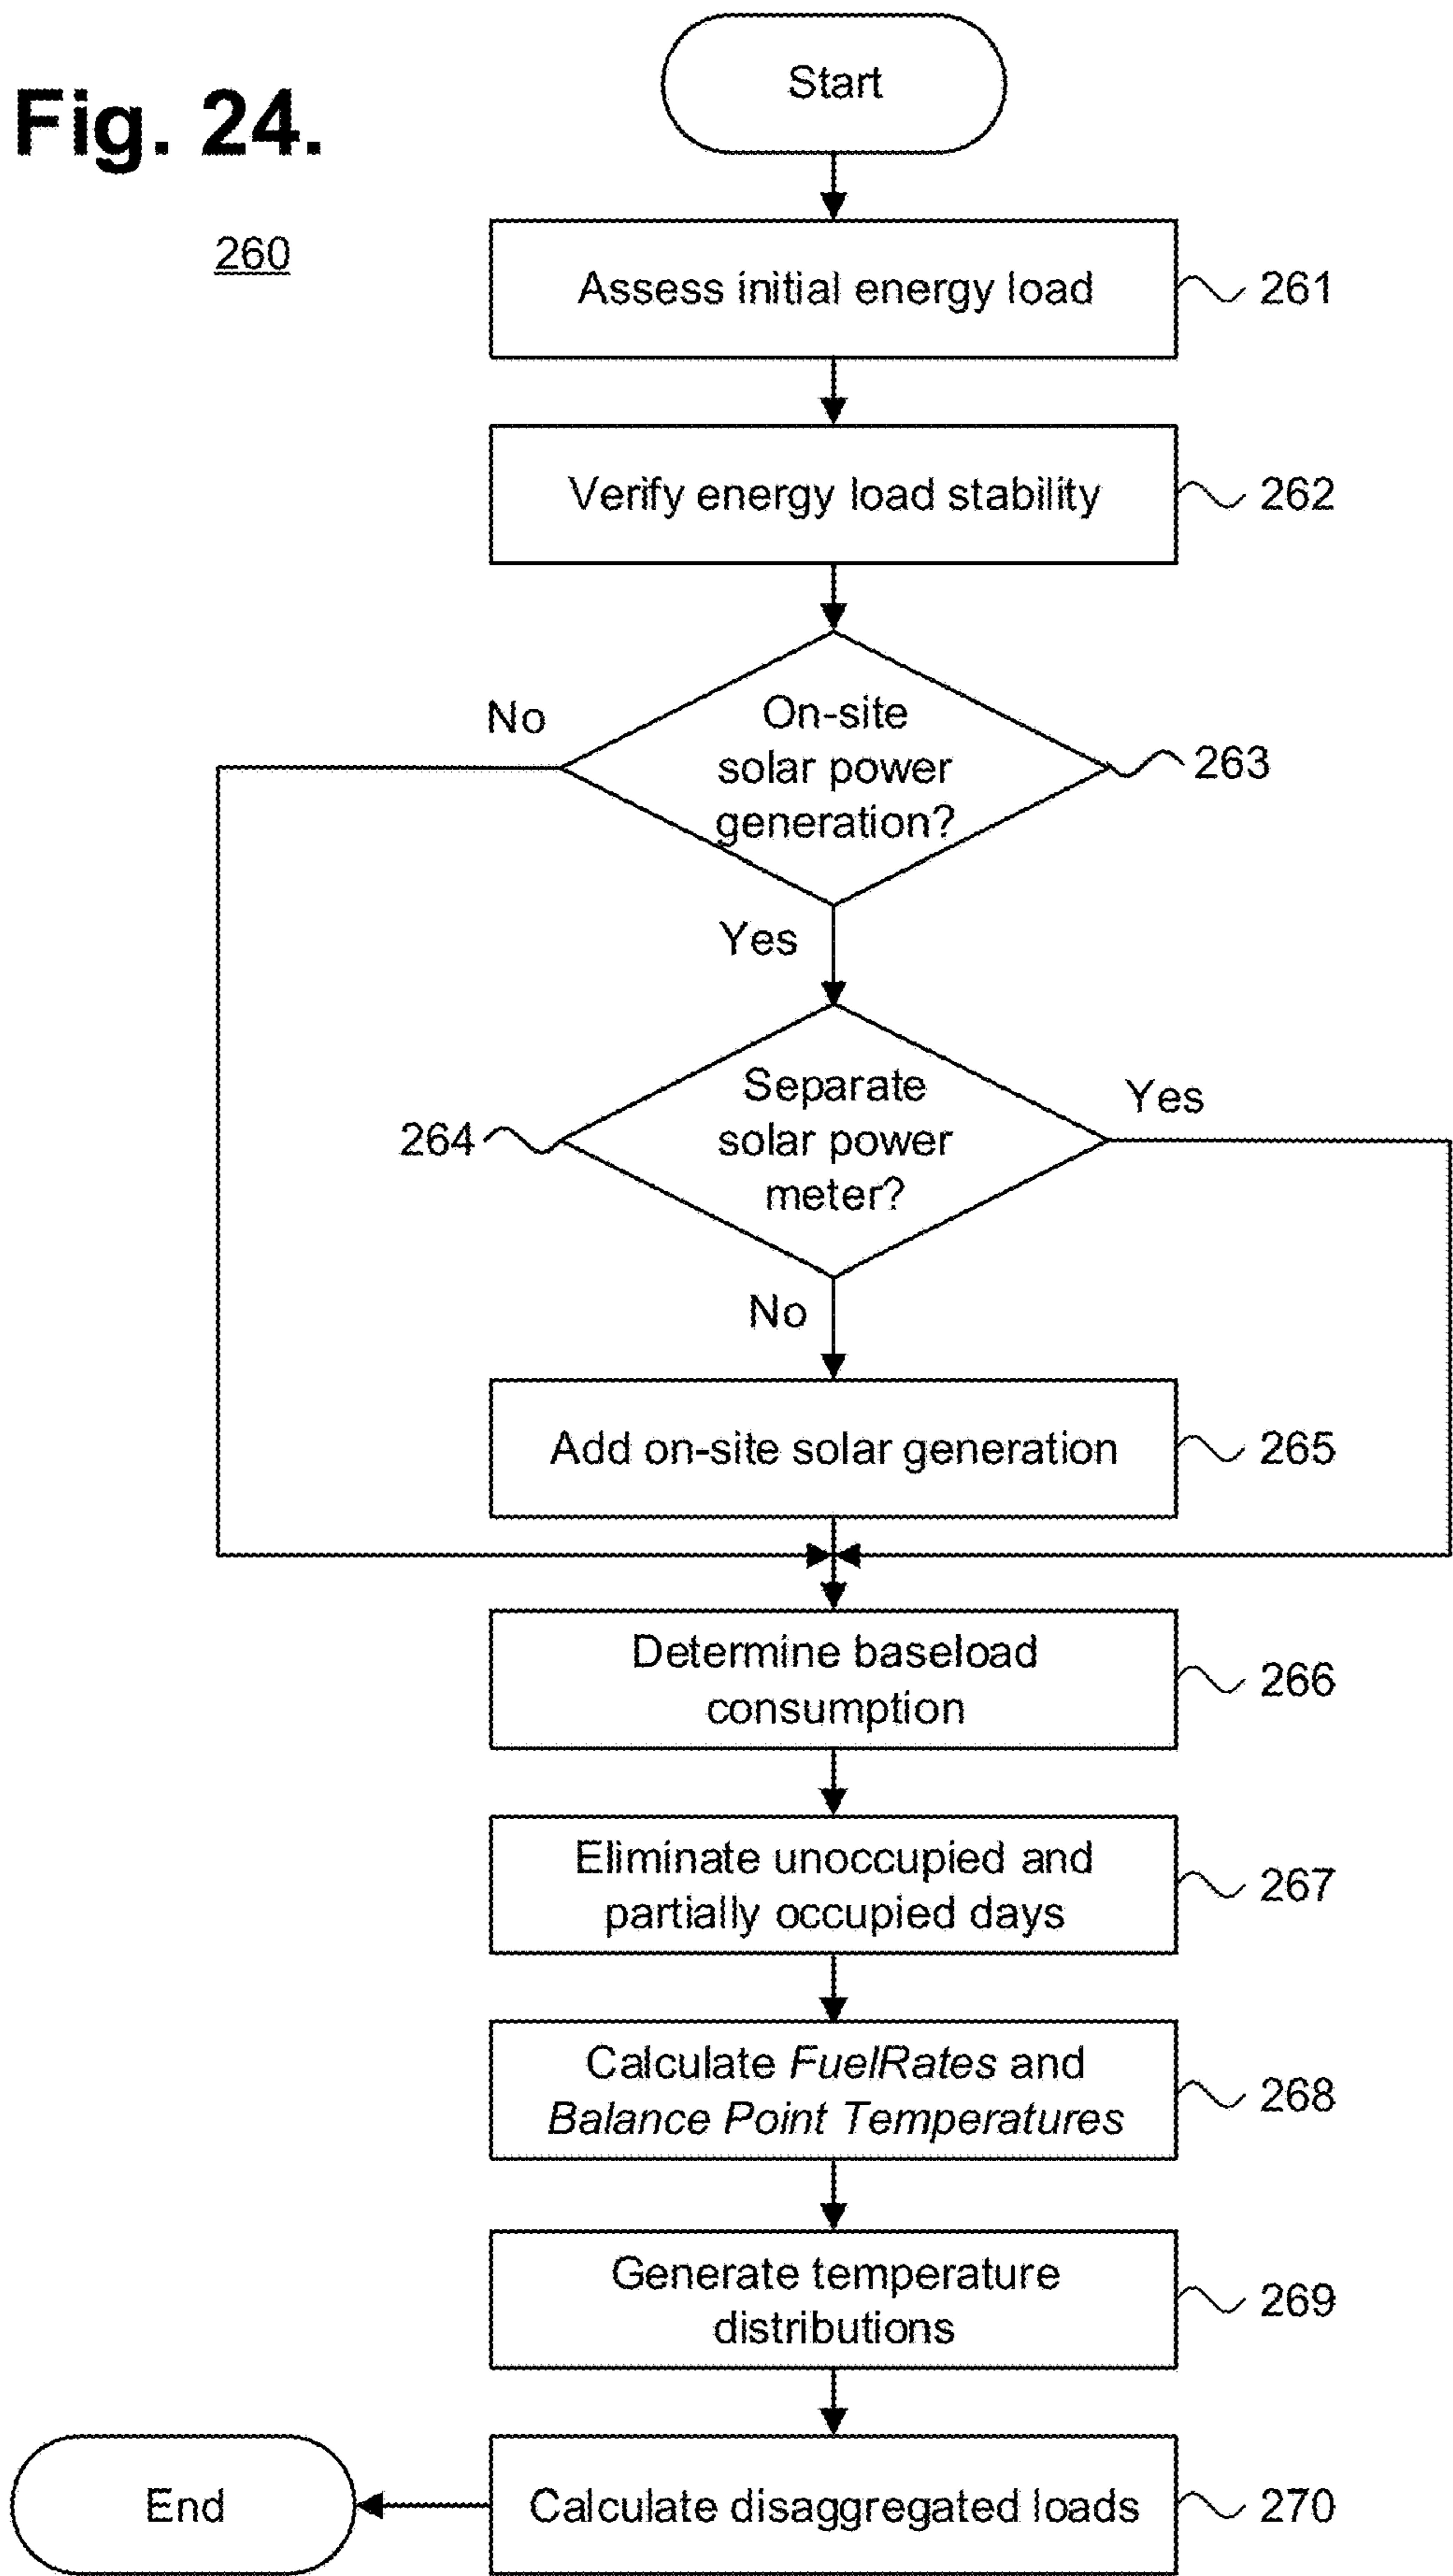 Fig. 24.
260
Start
Assess initial energy load
261
Verify energy load stability
262
On-site
solar power
generation?
263
No
Yes
Separate
solar power
meter?
264
Yes
No
Add on-site solar generation
265
Determine baseload
consumption
266
Eliminate unoccupied and
partially occupied days
267
Calculate FuelRates and
Balance Point Temperatures
268
Generate temperature
distributions
269
Calculate disaggregated loads
270
End